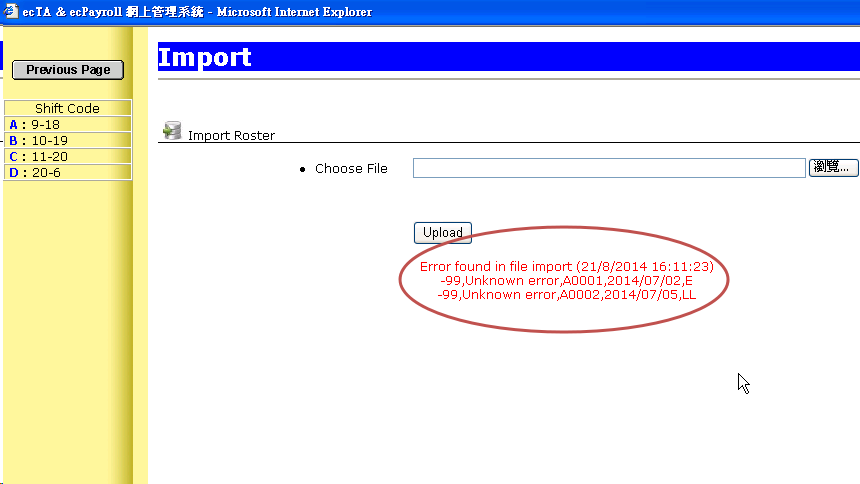 ecTA & ecPayroll 網上管理系統 - Microsoft Internet Explorer
Previous Page
Shift Code
A : 9-18
B : 10-19
C : 11-20
D : 20-6
Import
Import Roster
• Choose File
瀏覽...
Upload
Error found in file import (21/8/2014 16:11:23)
-99,Unknown error,A0001,2014/07/02,E
-99,Unknown error,A0002,2014/07/05,LL